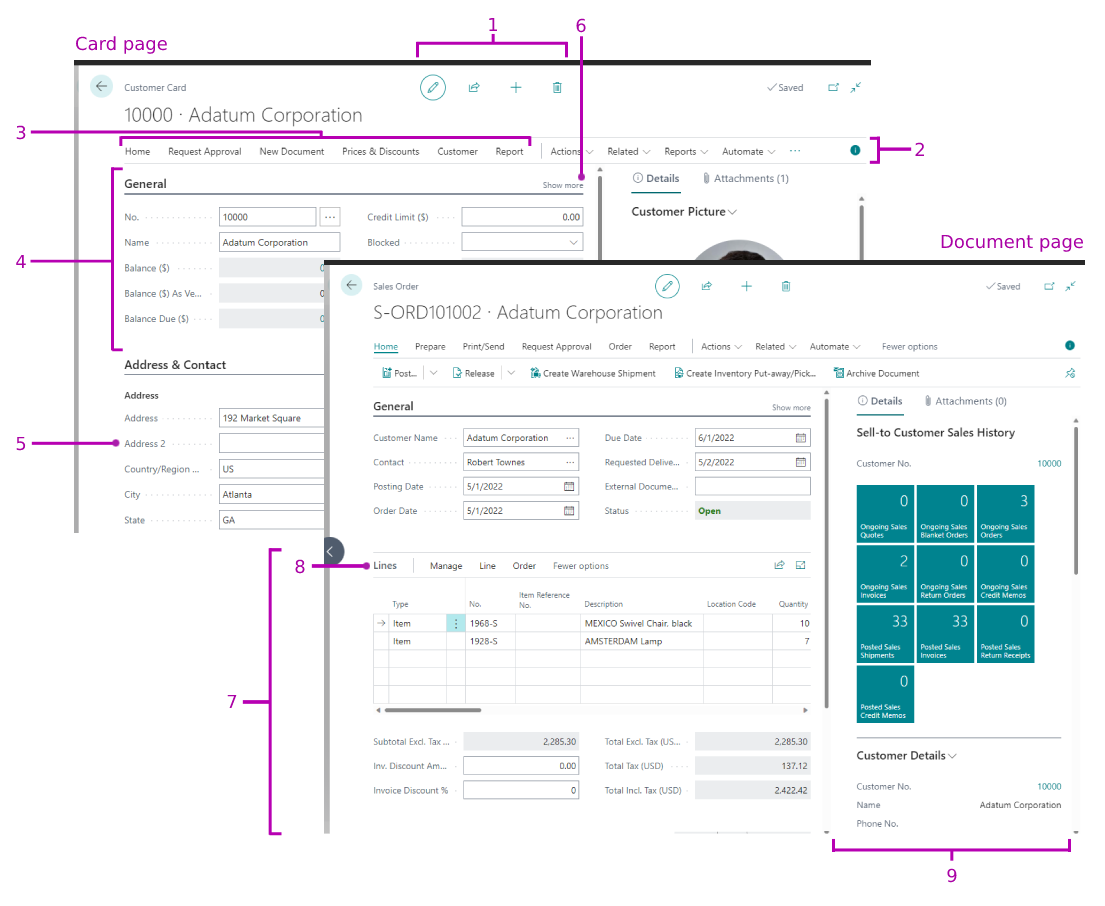 1
6
Card page
Customer Card
Saved
10000 · Adatum Corporation
3
Home Request Approval New Document Prices & Discounts Customer Report Actions Related Reports Automate ···
2
General
Show more
Details Attachments (1)
No. 10000 ··· Credit Limit ($) 0.00
Customer Picture
Name Adatum Corporation Blocked
Document page
4
Balance ($) 0
Balance ($) As Ve... 0
Balance Due ($) 0
Sales Order
Saved
S-ORD101002 · Adatum Corporation
Home Prepare Print/Send Request Approval Order Report Actions Related Automate Fewer options
Address & Contact
Post... Release Create Warehouse Shipment Create Inventory Put-away/Pick... Archive Document
Address
Address 192 Market Square
5
Address 2
Country/Region ... US
City Atlanta
State GA
General
Show more
Details Attachments (0)
Customer Name Adatum Corporation ··· Due Date 6/1/2022
Sell-to Customer Sales History
Contact Robert Townes ··· Requested Delive... 5/2/2022
Customer No. 10000
Posting Date 5/1/2022 External Docume...
Order Date 5/1/2022 Status Open
0 0 3
Ongoing Sales Quotes
Ongoing Sales Blanket Orders
Ongoing Sales Orders
2 0 0
Ongoing Sales Invoices
Ongoing Sales Return Orders
Ongoing Sales Credit Memos
33 33 0
Posted Sales Shipments
Posted Sales Invoices
Posted Sales Return Receipts
0
Posted Sales Credit Memos
8
Lines Manage Line Order Fewer options
Type No. Item Reference No. Description Location Code Quantity
Item 1968-S MEXICO Swivel Chair. black 10
Item 1928-S AMSTERDAM Lamp 7
7
Subtotal Excl. Tax ... 2,285.30 Total Excl. Tax (US... 2,285.30
Inv. Discount Am... 0.00 Total Tax (USD) 137.12
Invoice Discount % 0 Total Incl. Tax (USD) 2.422.42
Customer Details
Customer No. 10000
Name Adatum Corporation
Phone No.
9